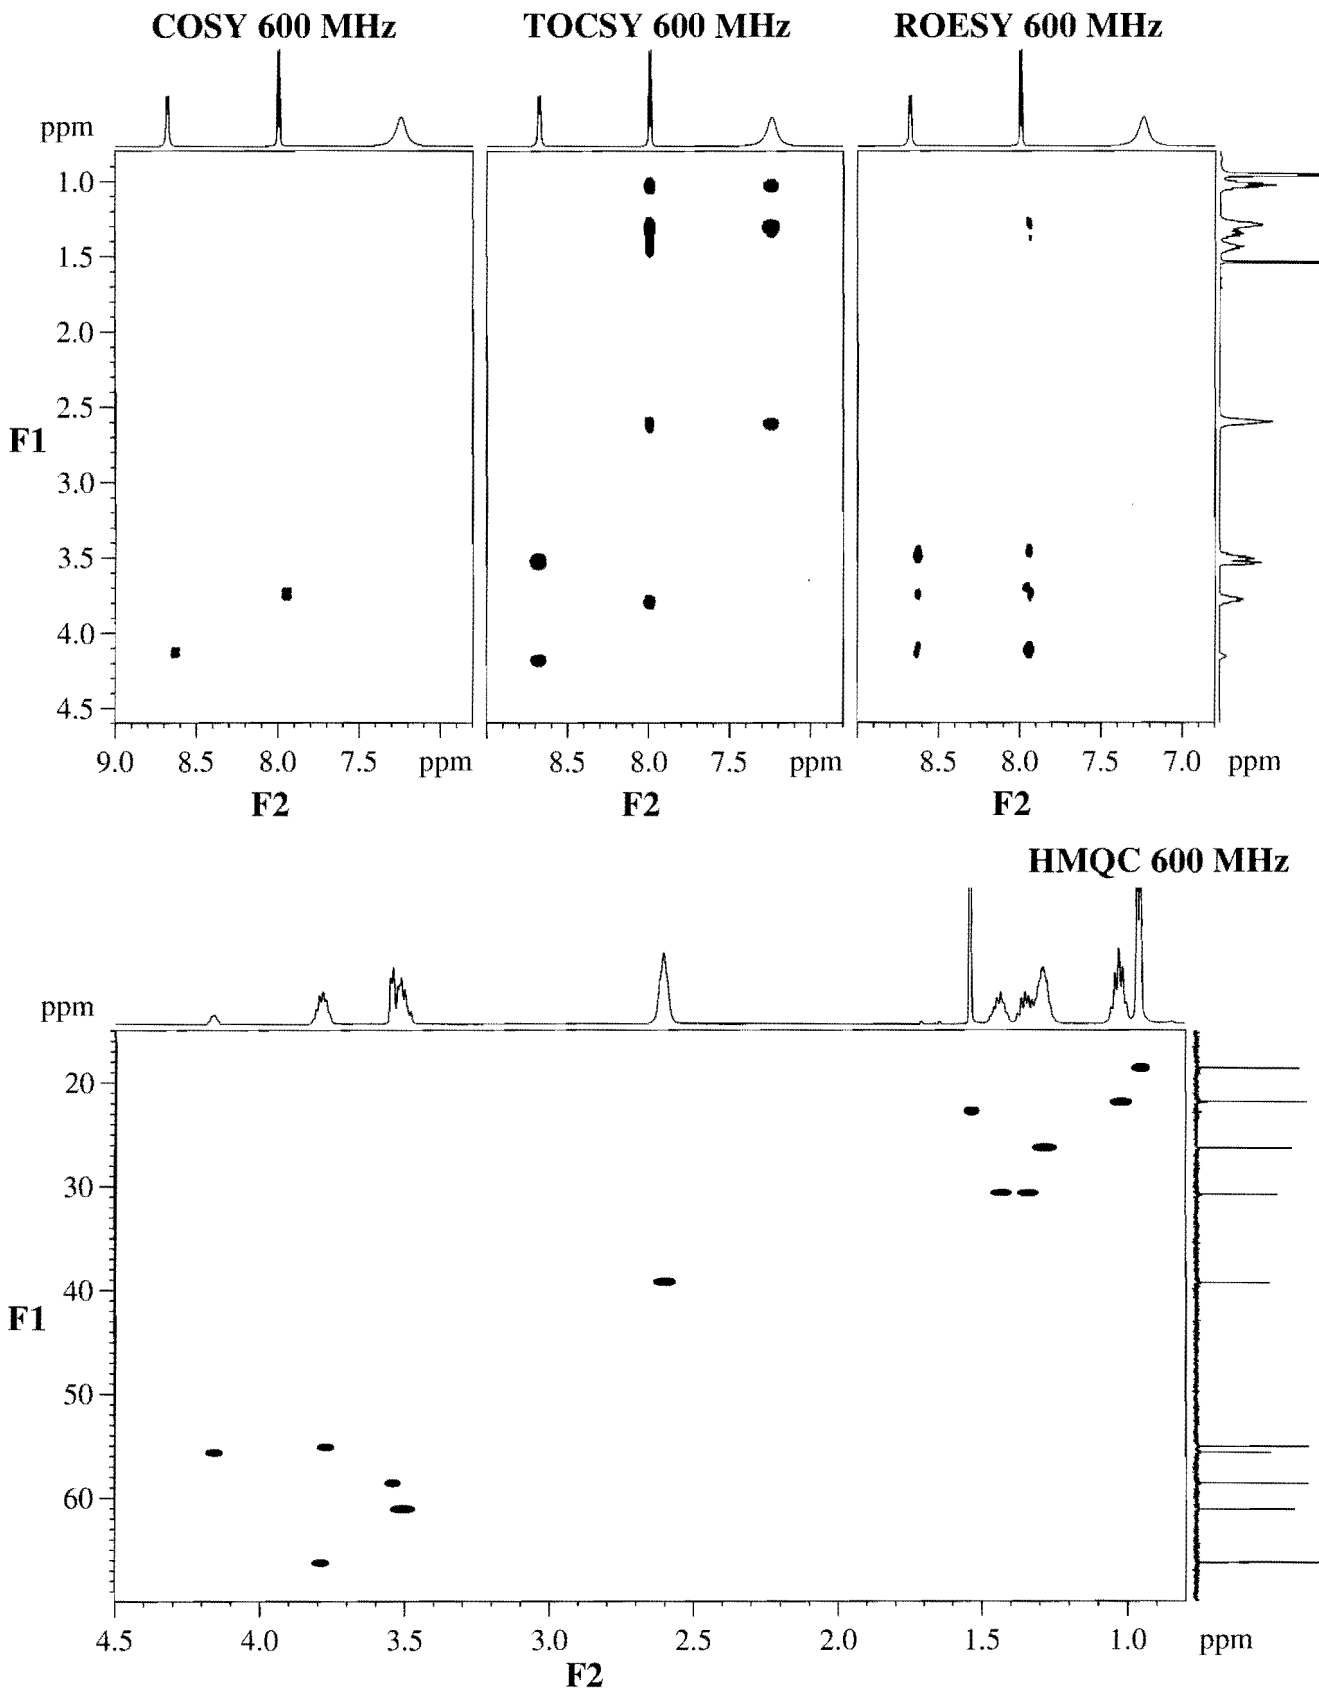 COSY 600 MHz
TOCSY 600 MHz
ROESY 600 MHz
ppm
1.0
1.5
2.0
2.5
F1
3.0
3.5
4.0
4.5
9.0 8.5 8.0 7.5 ppm
8.5 8.0 7.5 ppm
8.5 8.0 7.5 7.0 ppm
F2
F2
F2
HMQC 600 MHz
ppm
20
30
40
F1
50
60
4.5 4.0 3.5 3.0 2.5 2.0 1.5 1.0 ppm
F2